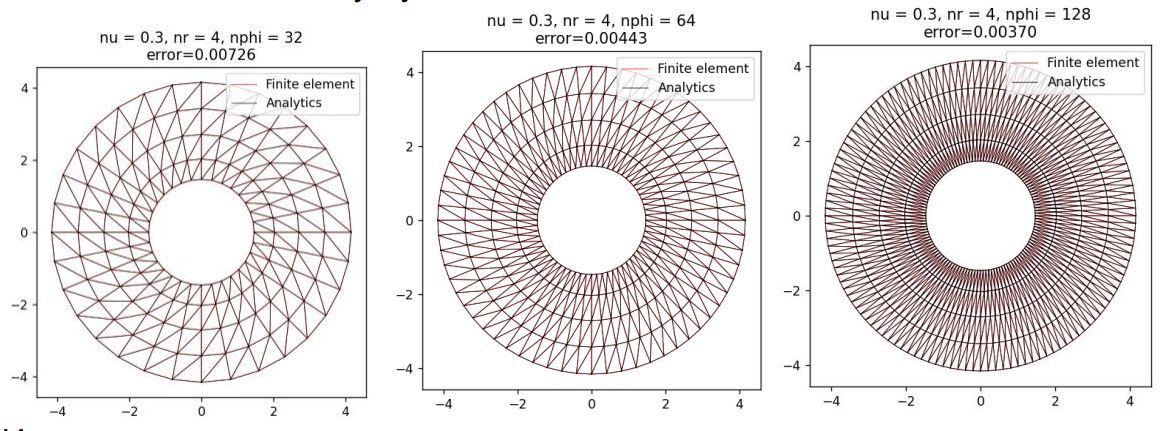 nu = 0.3, nr = 4, nphi = 32
error=0.00726
Finite element
Analytics
4
2
0
−2
−4
−4 −2 0 2 4
nu = 0.3, nr = 4, nphi = 64
error=0.00443
Finite element
Analytics
4
2
0
−2
−4
−4 −2 0 2 4
nu = 0.3, nr = 4, nphi = 128
error=0.00370
Finite element
Analytics
4
2
0
−2
−4
−4 −2 0 2 4